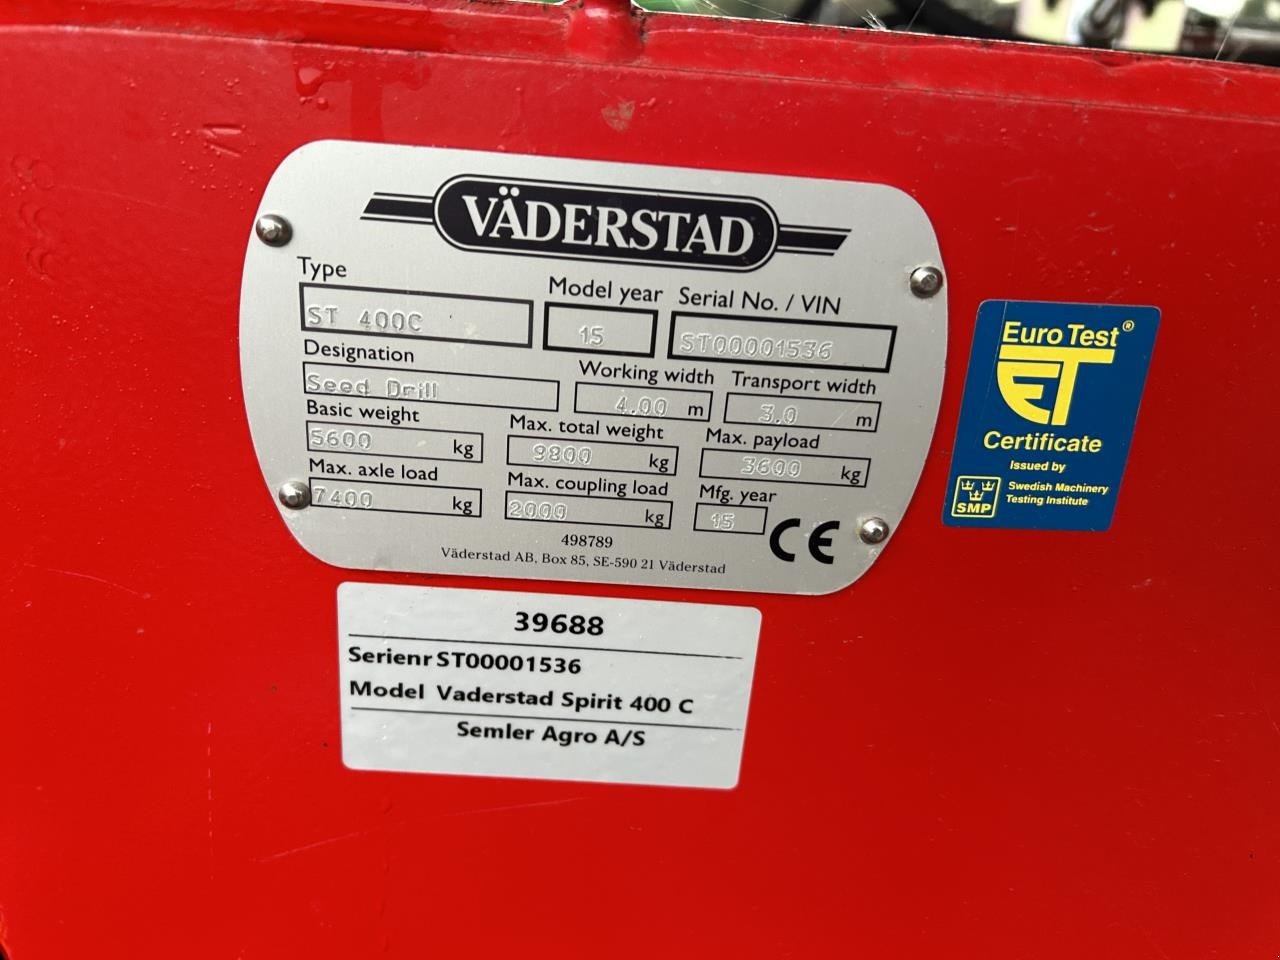 VÄDERSTAD
Type Model year Serial No. / VIN
ST 400C 15 ST00001536
Designation Working width Transport width
Seed Drill 4.00 m 3.0 m
Basic weight Max. total weight Max. payload
5600 kg 9800 kg 3600 kg
Max. axle load Max. coupling load Mfg. year
7400 kg 2000 kg 15 CE
498789
Väderstad AB, Box 85, SE-590 21 Väderstad
Euro Test®
ET
Certificate
Issued by
SMP Swedish Machinery
Testing Institute
39688
Serienr ST00001536
Model Vaderstad Spirit 400 C
Semler Agro A/S